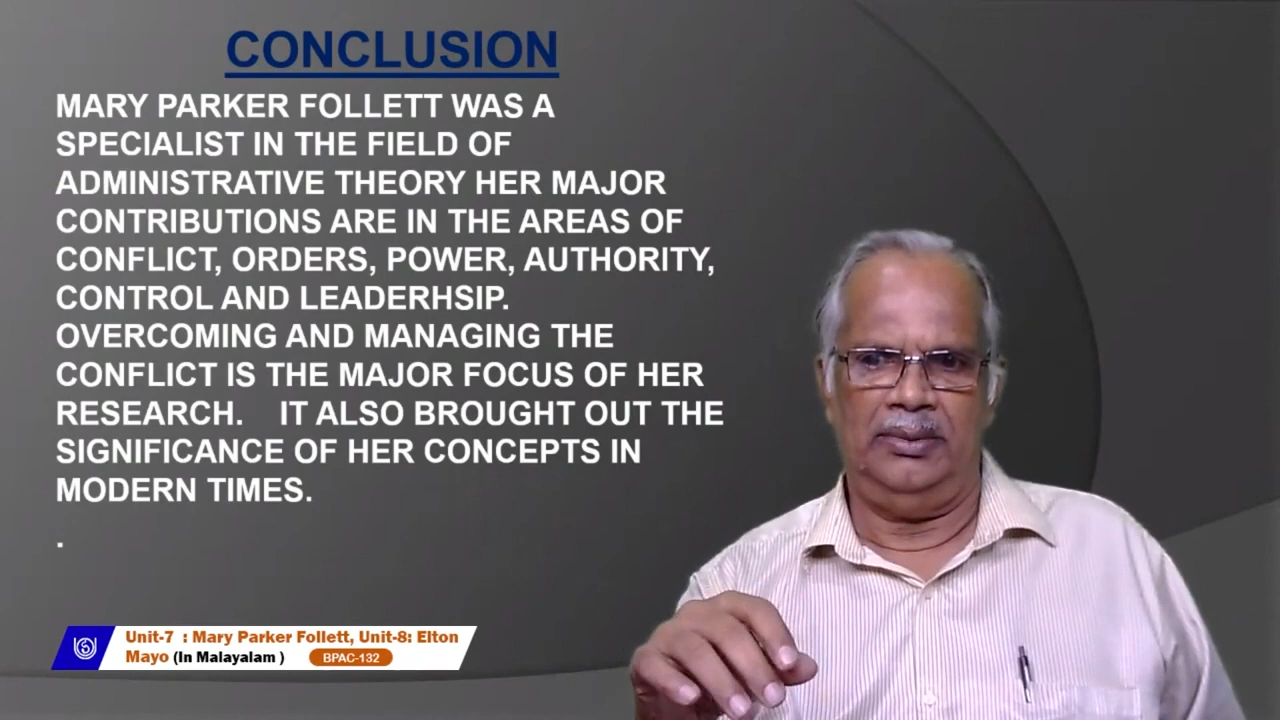 CONCLUSION
MARY PARKER FOLLETT WAS A
SPECIALIST IN THE FIELD OF
ADMINISTRATIVE THEORY HER MAJOR
CONTRIBUTIONS ARE IN THE AREAS OF
CONFLICT, ORDERS, POWER, AUTHORITY,
CONTROL AND LEADERHSIP.
OVERCOMING AND MANAGING THE
CONFLICT IS THE MAJOR FOCUS OF HER
RESEARCH. IT ALSO BROUGHT OUT THE
SIGNIFICANCE OF HER CONCEPTS IN
MODERN TIMES.
.
Unit-7 : Mary Parker Follett, Unit-8: Elton
Mayo (In Malayalam ) BPAC-132